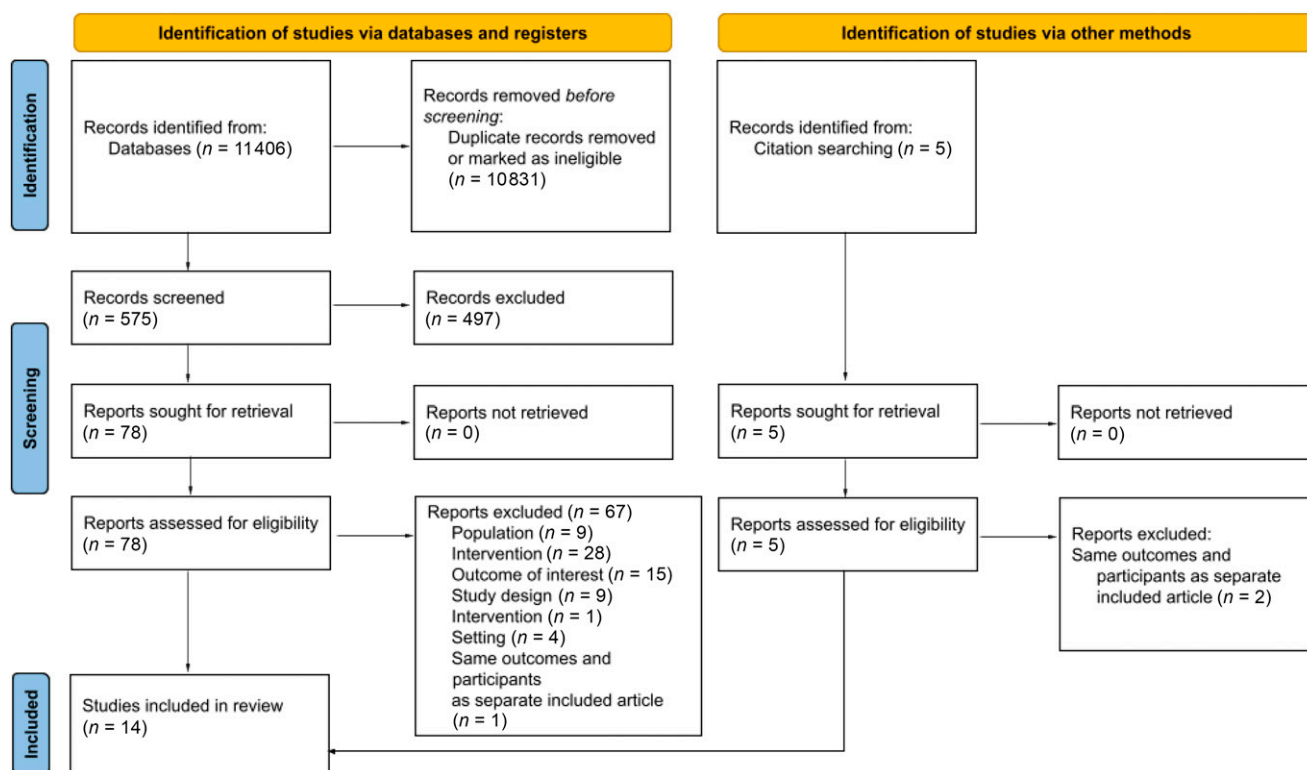 Identification of studies via databases and registers
Identification of studies via other methods
Identification
Records identified from:
Databases (n = 11406)
Records removed before
screening:
Duplicate records removed
or marked as ineligible
(n = 10831)
Records identified from:
Citation searching (n = 5)
Screening
Records screened
(n = 575)
Records excluded
(n = 497)
Reports sought for retrieval
(n = 78)
Reports not retrieved
(n = 0)
Reports sought for retrieval
(n = 5)
Reports not retrieved
(n = 0)
Reports assessed for eligibility
(n = 78)
Reports excluded (n = 67)
Population (n = 9)
Intervention (n = 28)
Outcome of interest (n = 15)
Study design (n = 9)
Intervention (n = 1)
Setting (n = 4)
Same outcomes and
participants
as separate included article
(n = 1)
Reports assessed for eligibility
(n = 5)
Reports excluded:
Same outcomes and
participants as separate
included article (n = 2)
Included
Studies included in review
(n = 14)